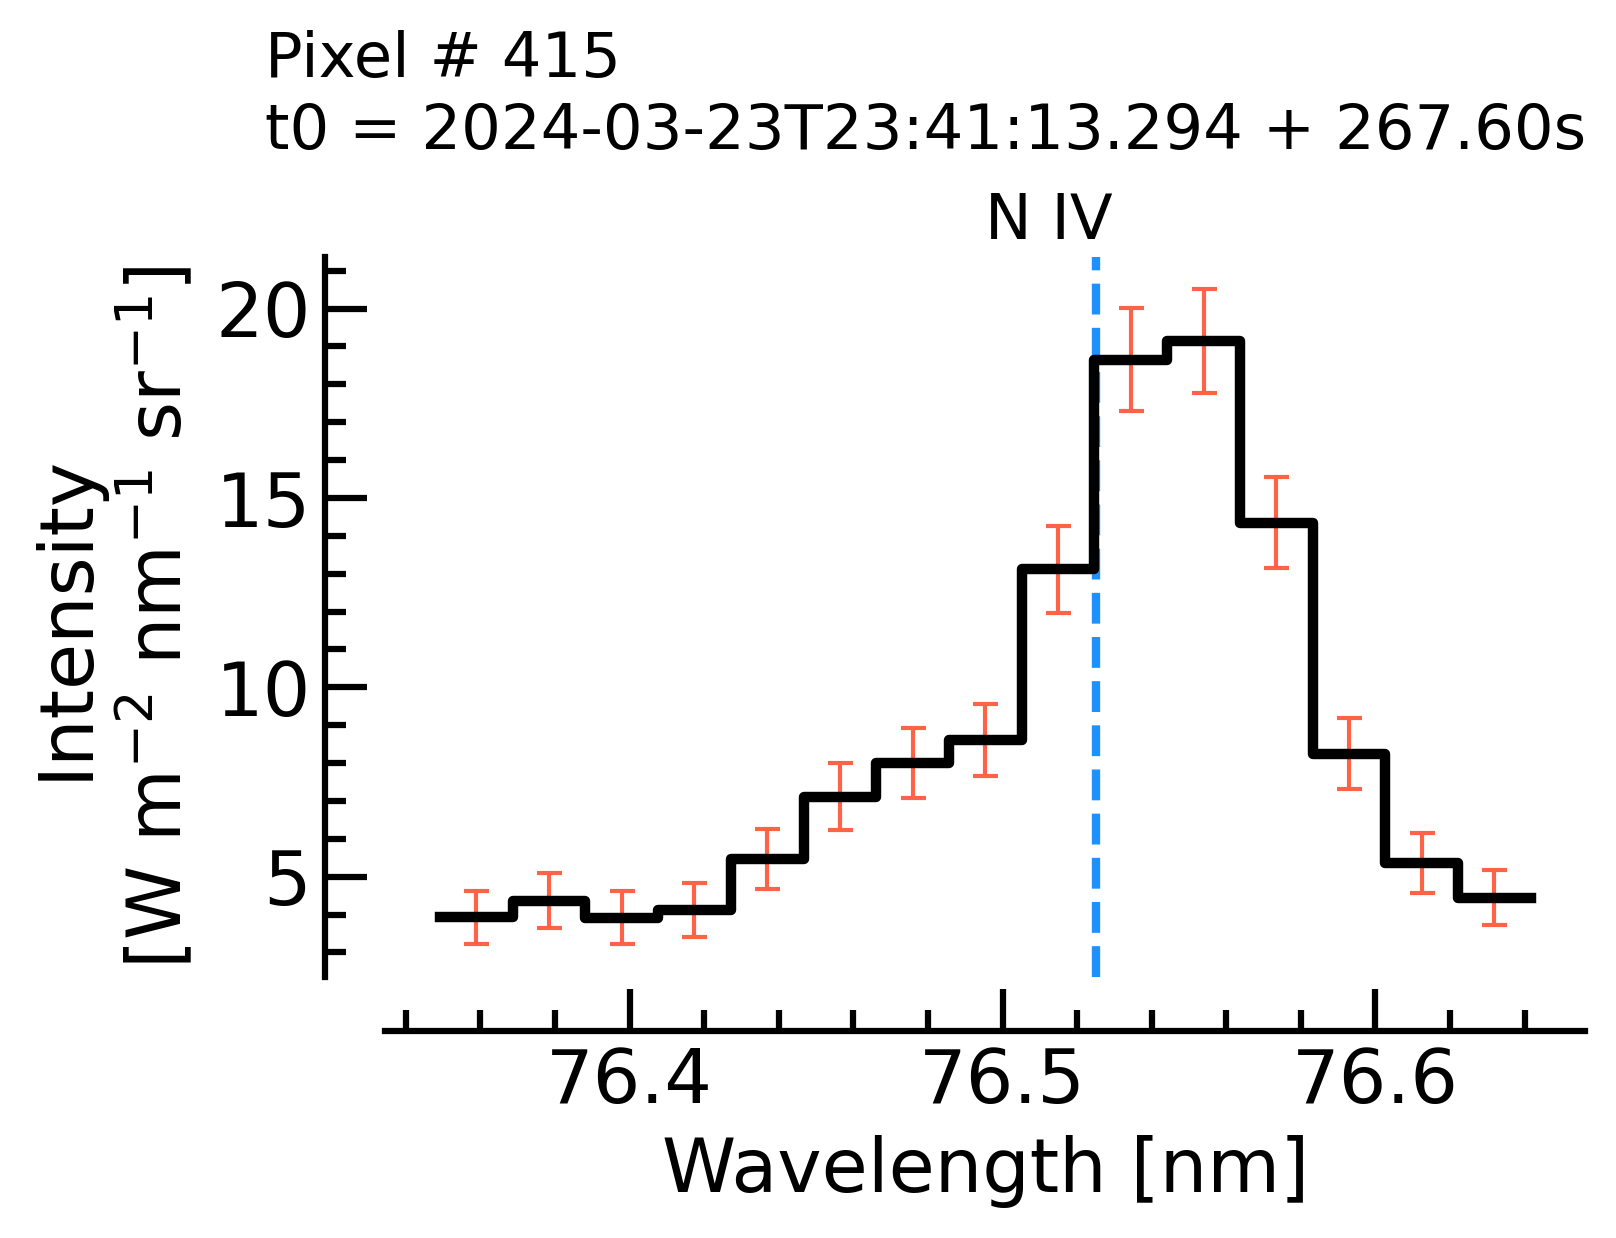 Pixel # 415
t0 = 2024-03-23T23:41:13.294 + 267.60s
N IV
Intensity
[W m⁻² nm⁻¹ sr⁻¹]
20
15
10
5
76.4 76.5 76.6
Wavelength [nm]